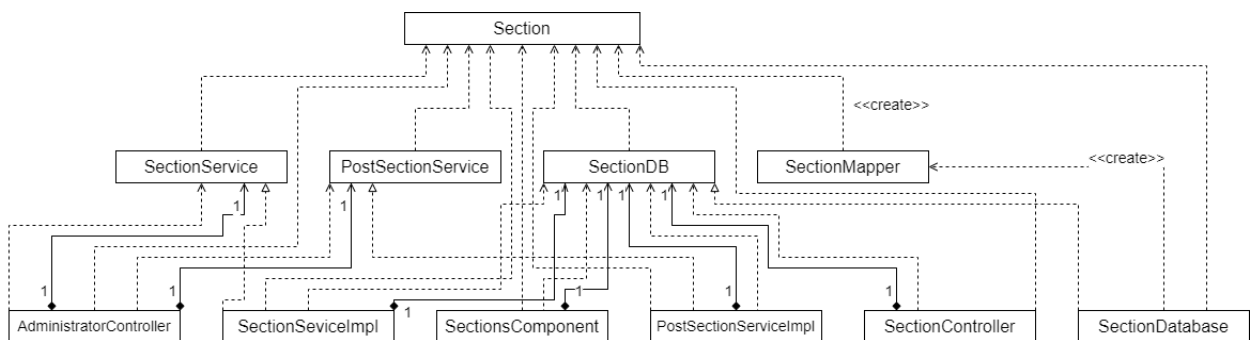 Section
<<create>>
SectionService
PostSectionService
SectionDB
SectionMapper
<<create>>
1
1
1
1
1
1
1
1
1
1
1
1
AdministratorController
SectionSeviceImpl
SectionsComponent
PostSectionServiceImpl
SectionController
SectionDatabase